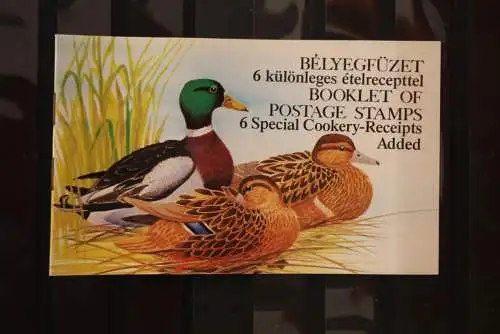 BÉLYEGFÜZET
6 különleges ételrecepttel
BOOKLET OF
POSTAGE STAMPS
6 Special Cookery-Receipts
Added